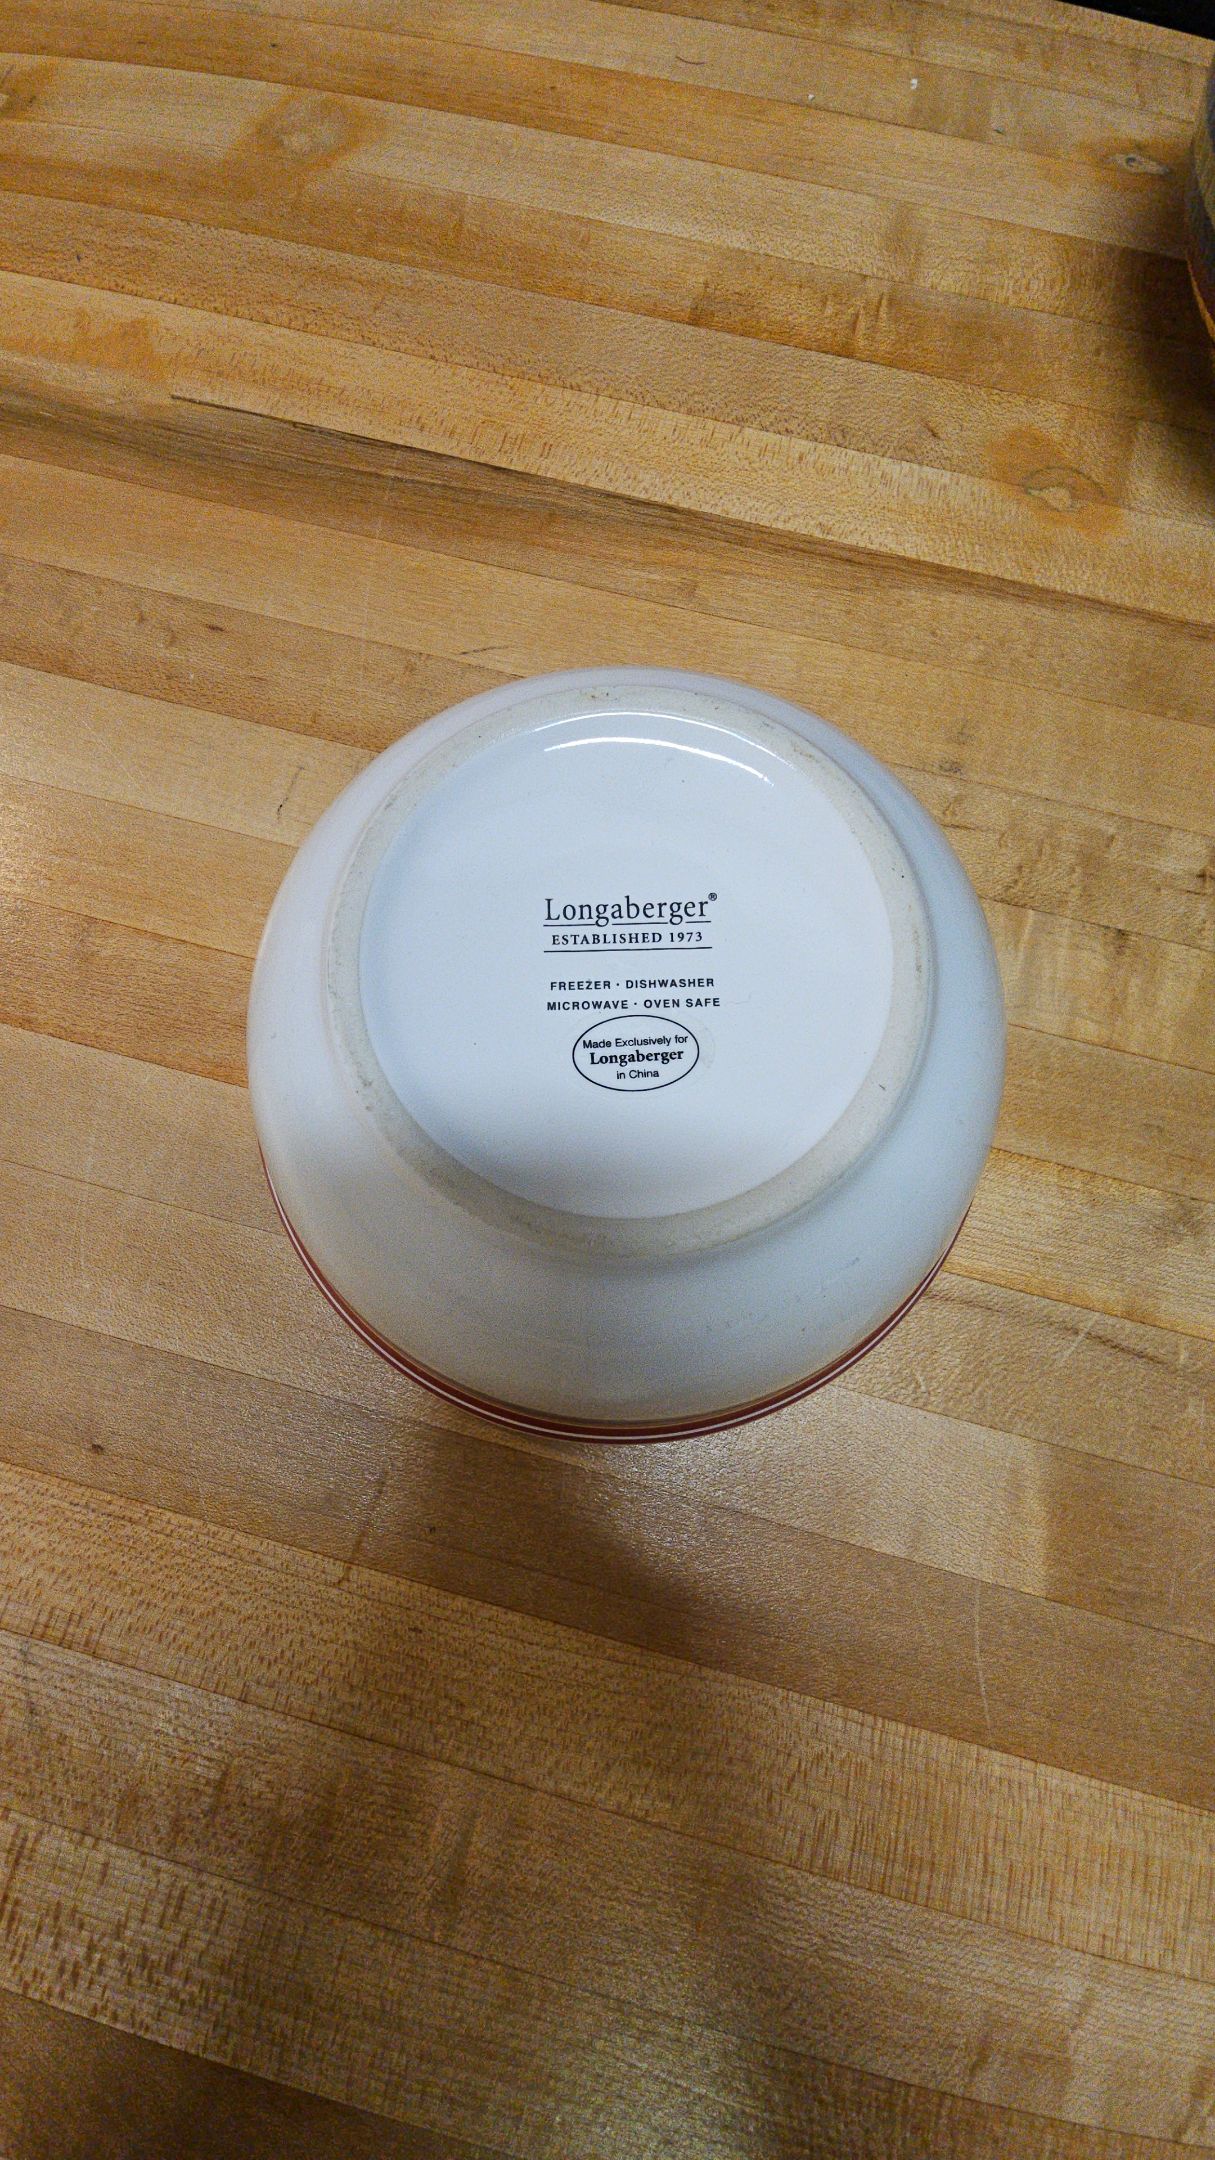 Longaberger®
ESTABLISHED 1973
FREEZER · DISHWASHER
MICROWAVE · OVEN SAFE
Made Exclusively for
Longaberger
in China